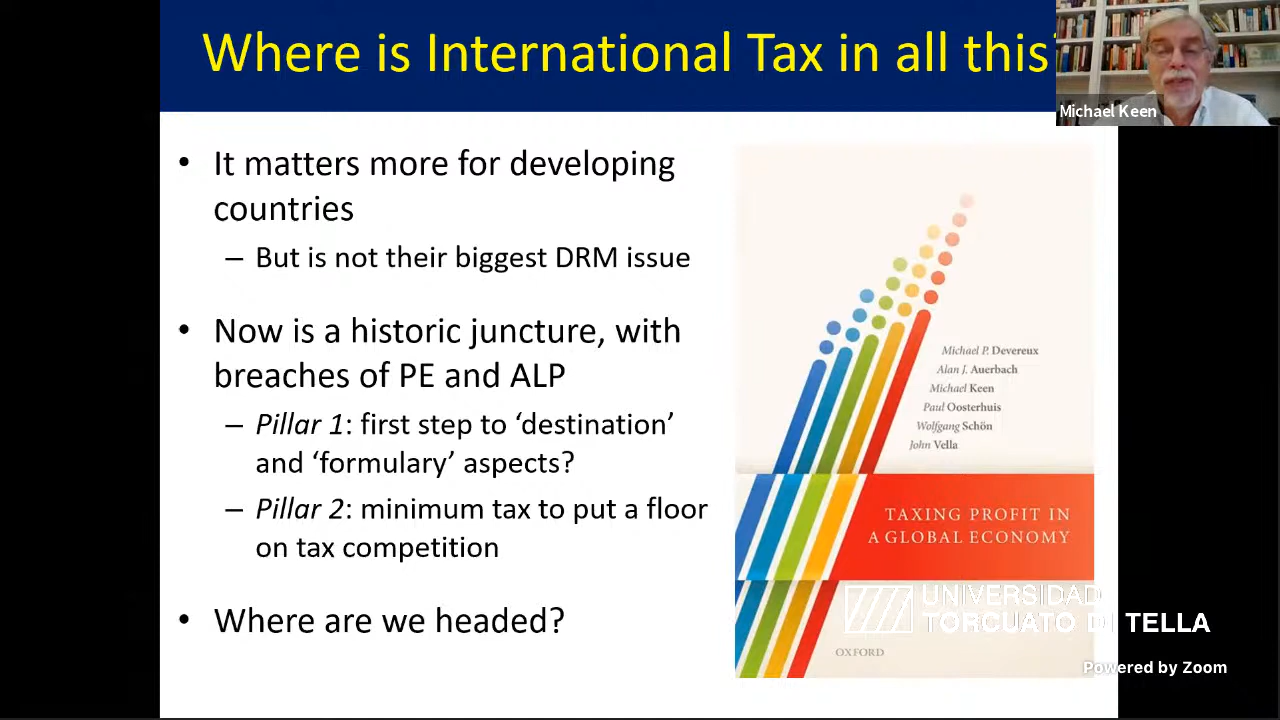 Where is International Tax in all this?
Michael Keen
• It matters more for developing
countries
– But is not their biggest DRM issue
• Now is a historic juncture, with
breaches of PE and ALP
– Pillar 1: first step to ‘destination’
and ‘formulary’ aspects?
– Pillar 2: minimum tax to put a floor
on tax competition
• Where are we headed?
Michael P. Devereux
Alan J. Auerbach
Michael Keen
Paul Oosterhuis
Wolfgang Schön
John Vella
TAXING PROFIT IN
A GLOBAL ECONOMY
OXFORD
UNIVERSIDAD
TORCUATO DI TELLA
Powered by Zoom